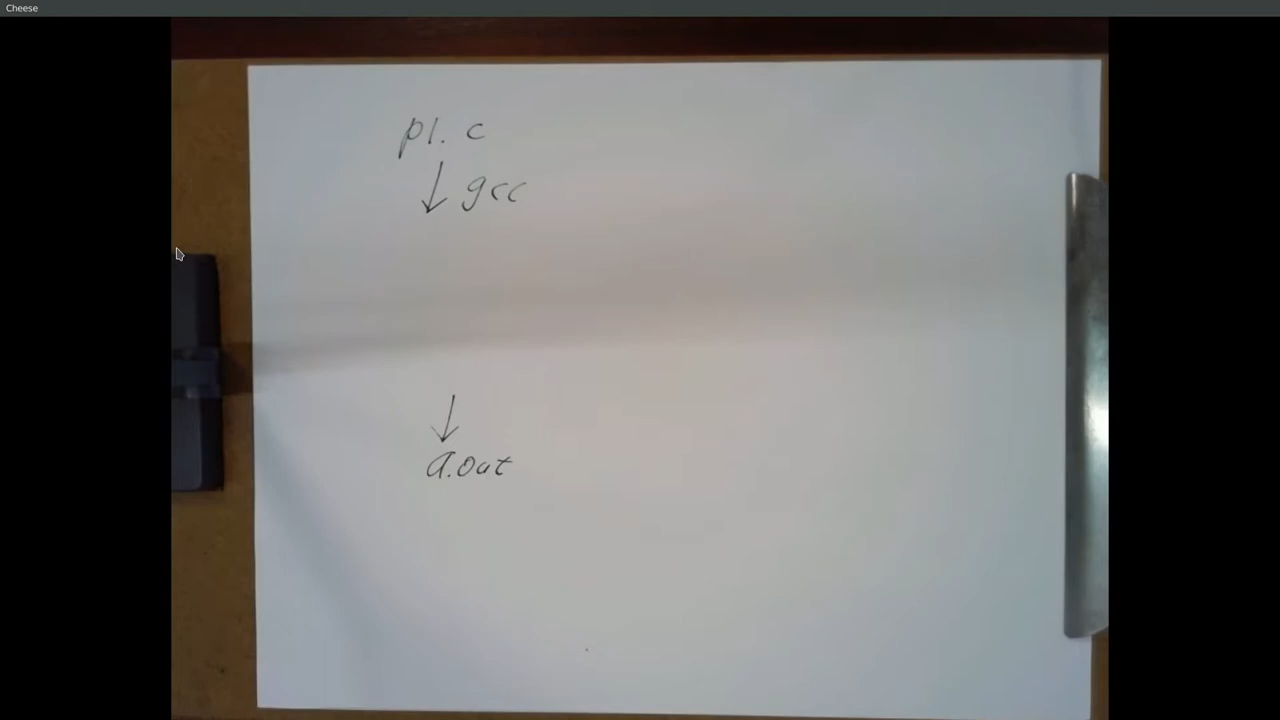 Cheese
p1. c
↓ gcc
↓
a.out